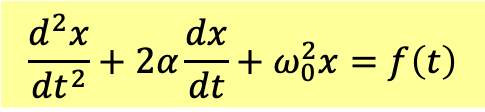 d²x/dt² + 2α dx/dt + ω₀²x = f(t)